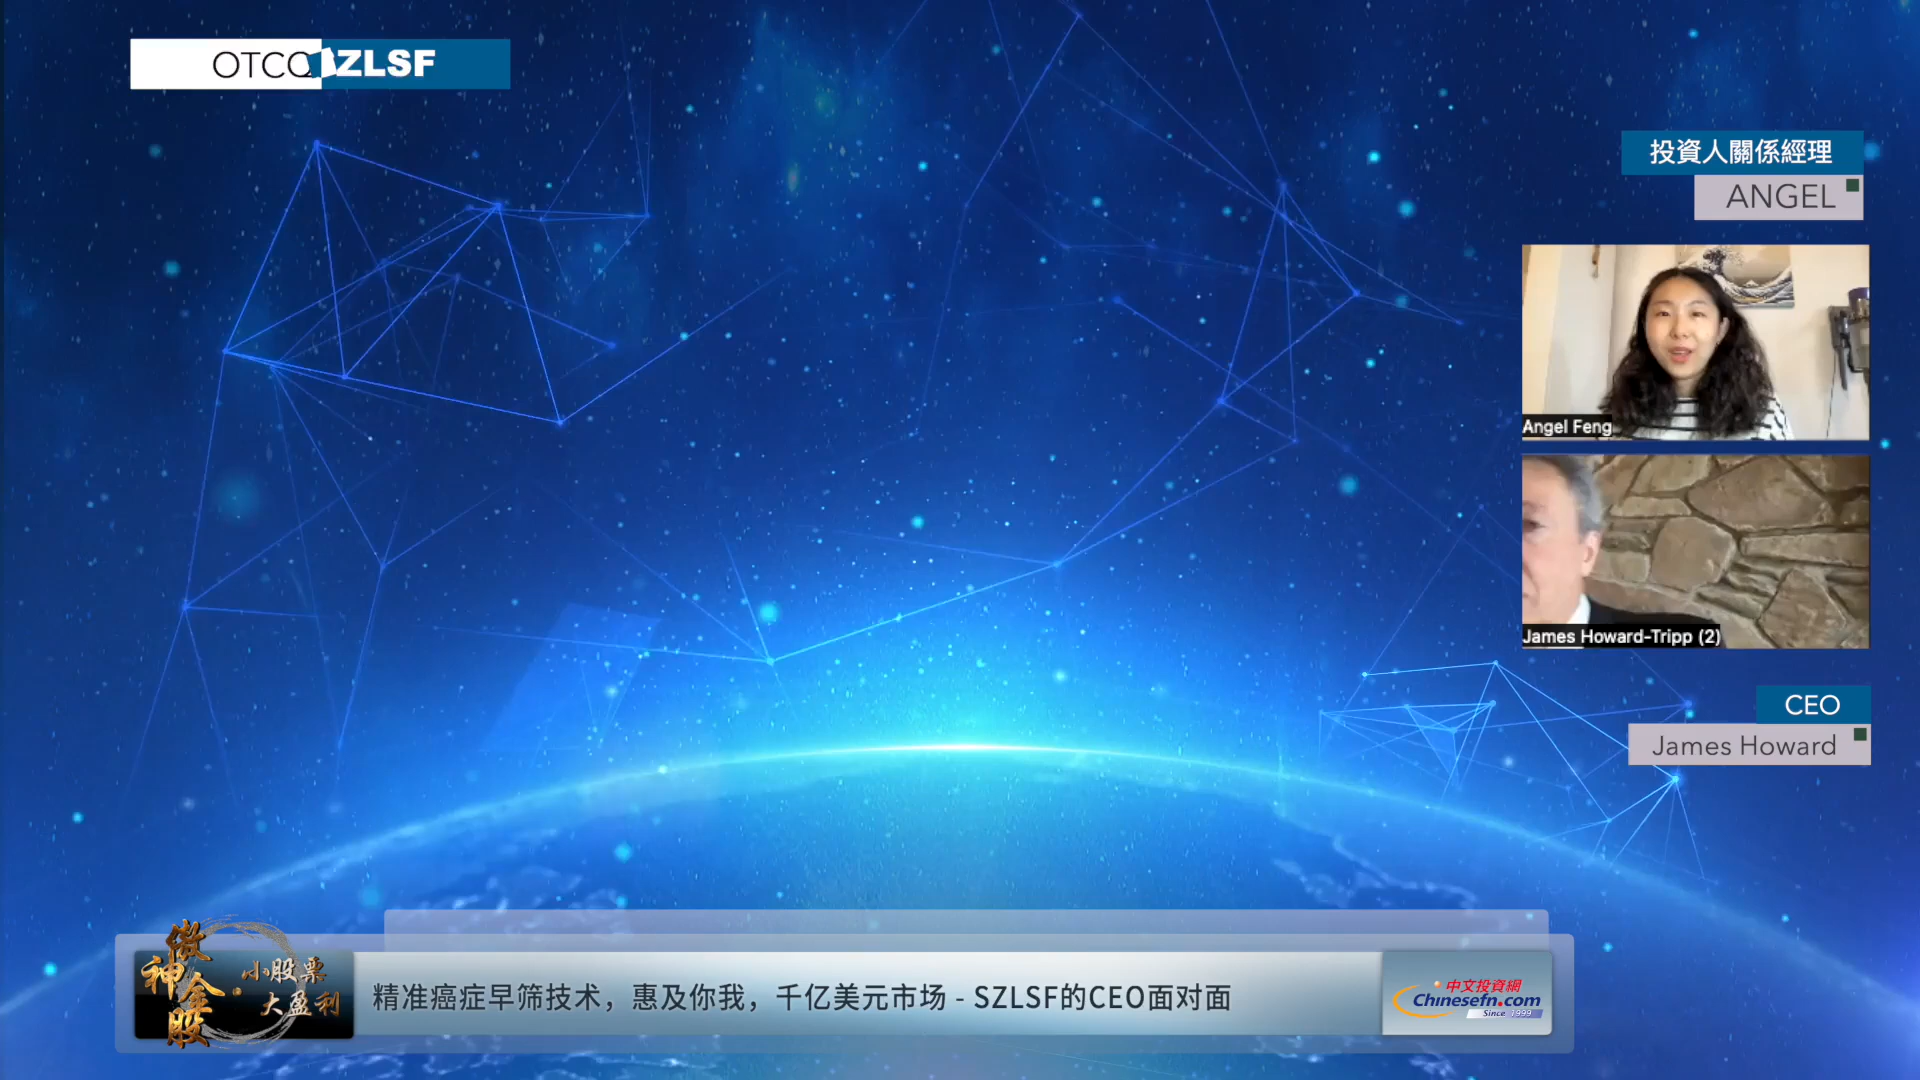 OTCQ
SZLSF
投資人關係經理
ANGEL
Angel Feng
James Howard-Tripp (2)
CEO
James Howard
微神金股·小股票大盈利
精准癌症早筛技术，惠及你我，千亿美元市场 - SZLSF的CEO面对面
中文投資網
Chinesefn.com
Since 1999